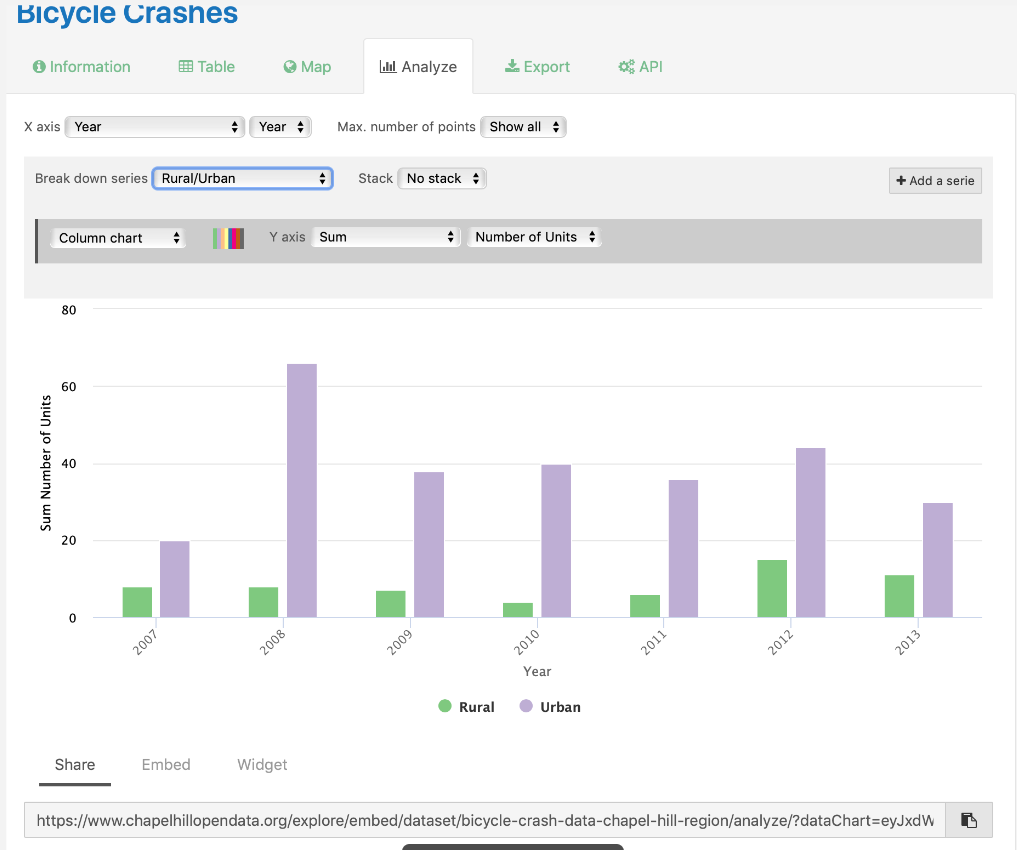 Bicycle Crashes
Information Table Map Analyze Export API
X axis Year Year Max. number of points Show all
Break down series Rural/Urban Stack No stack + Add a serie
Column chart Y axis Sum Number of Units
80
60
40
20
0
Sum Number of Units
2007 2008 2009 2010 2011 2012 2013
Year
Rural Urban
Share Embed Widget
https://www.chapelhillopendata.org/explore/embed/dataset/bicycle-crash-data-chapel-hill-region/analyze/?dataChart=eyJxdW